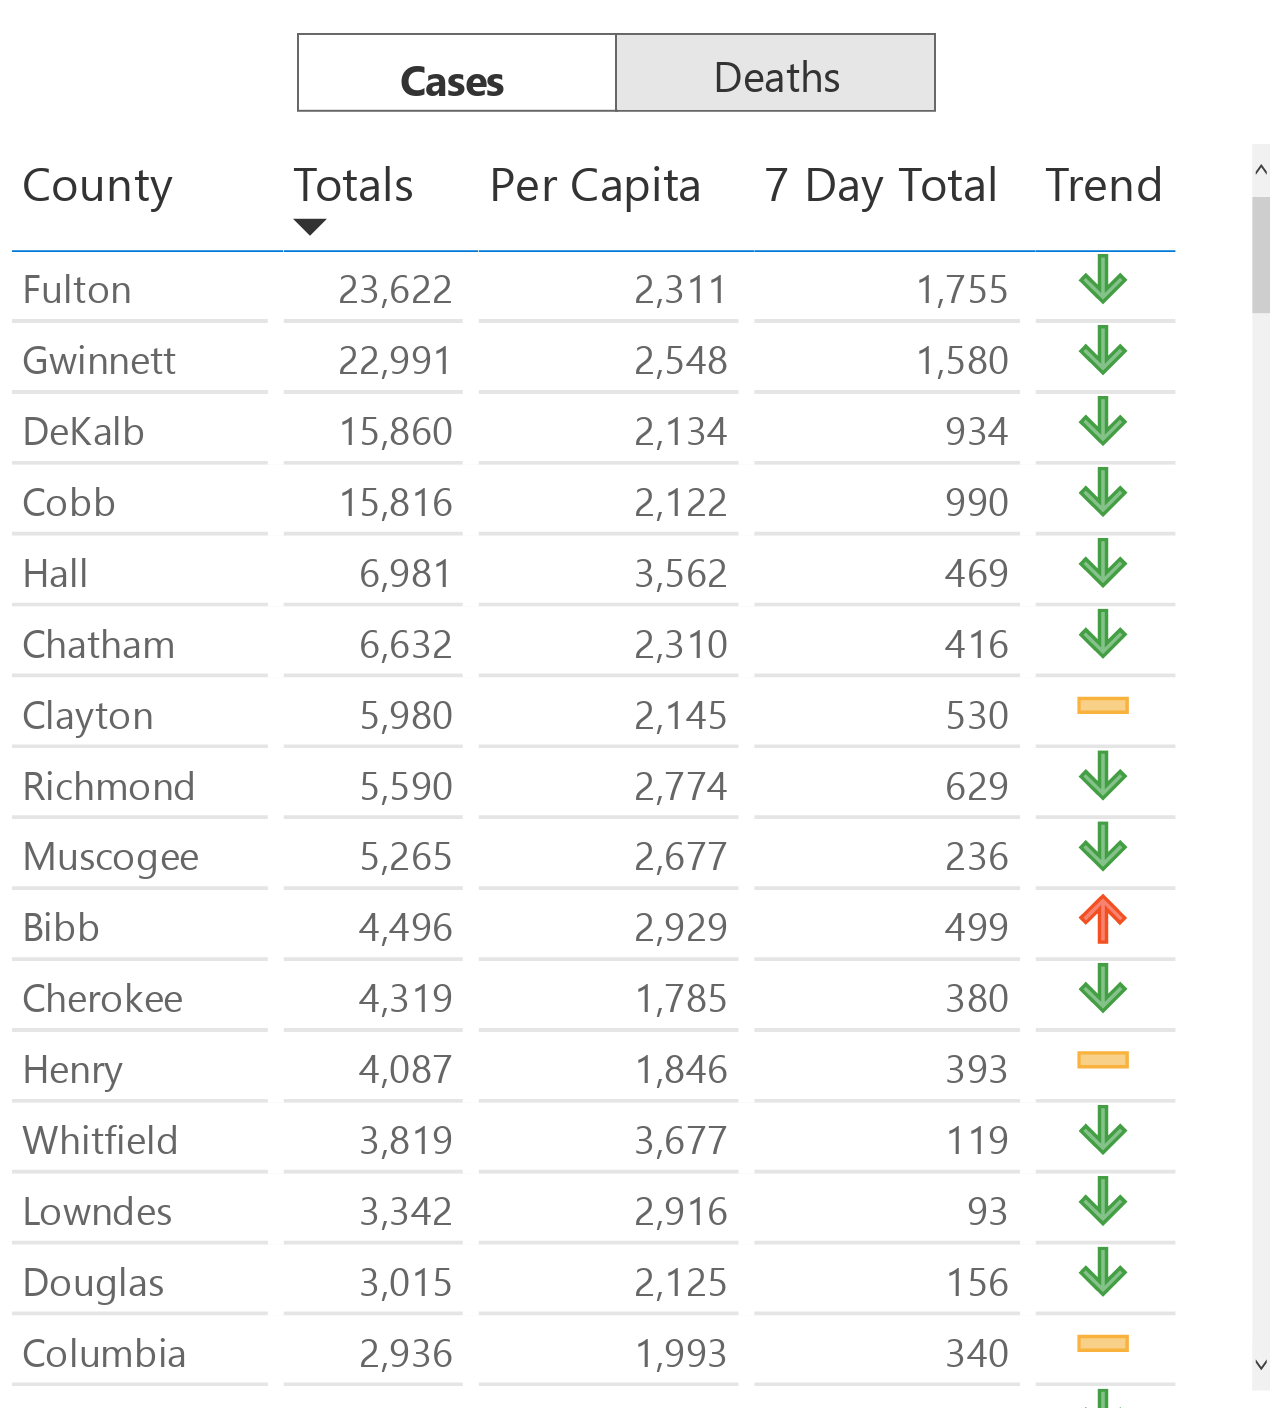 Cases Deaths
County Totals Per Capita 7 Day Total Trend
Fulton 23,622 2,311 1,755
Gwinnett 22,991 2,548 1,580
DeKalb 15,860 2,134 934
Cobb 15,816 2,122 990
Hall 6,981 3,562 469
Chatham 6,632 2,310 416
Clayton 5,980 2,145 530
Richmond 5,590 2,774 629
Muscogee 5,265 2,677 236
Bibb 4,496 2,929 499
Cherokee 4,319 1,785 380
Henry 4,087 1,846 393
Whitfield 3,819 3,677 119
Lowndes 3,342 2,916 93
Douglas 3,015 2,125 156
Columbia 2,936 1,993 340